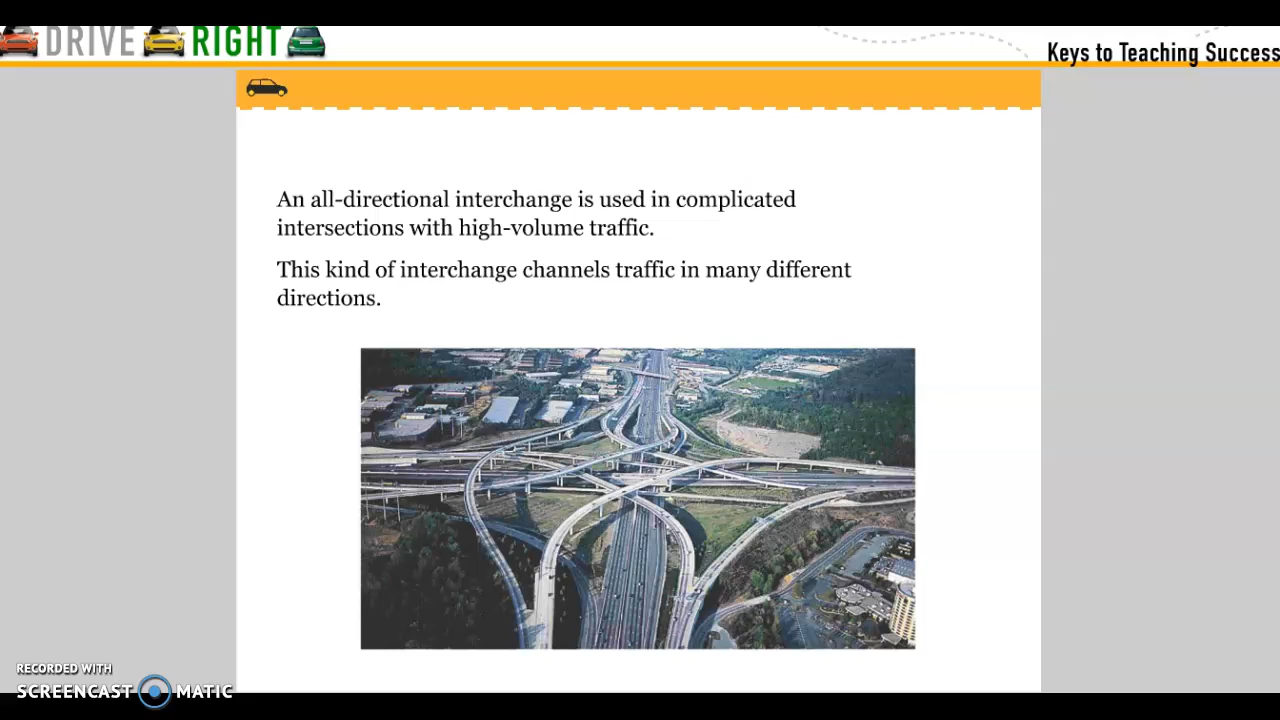 DRIVE RIGHT
Keys to Teaching Success
An all-directional interchange is used in complicated
intersections with high-volume traffic.
This kind of interchange channels traffic in many different
directions.
RECORDED WITH
SCREENCAST MATIC